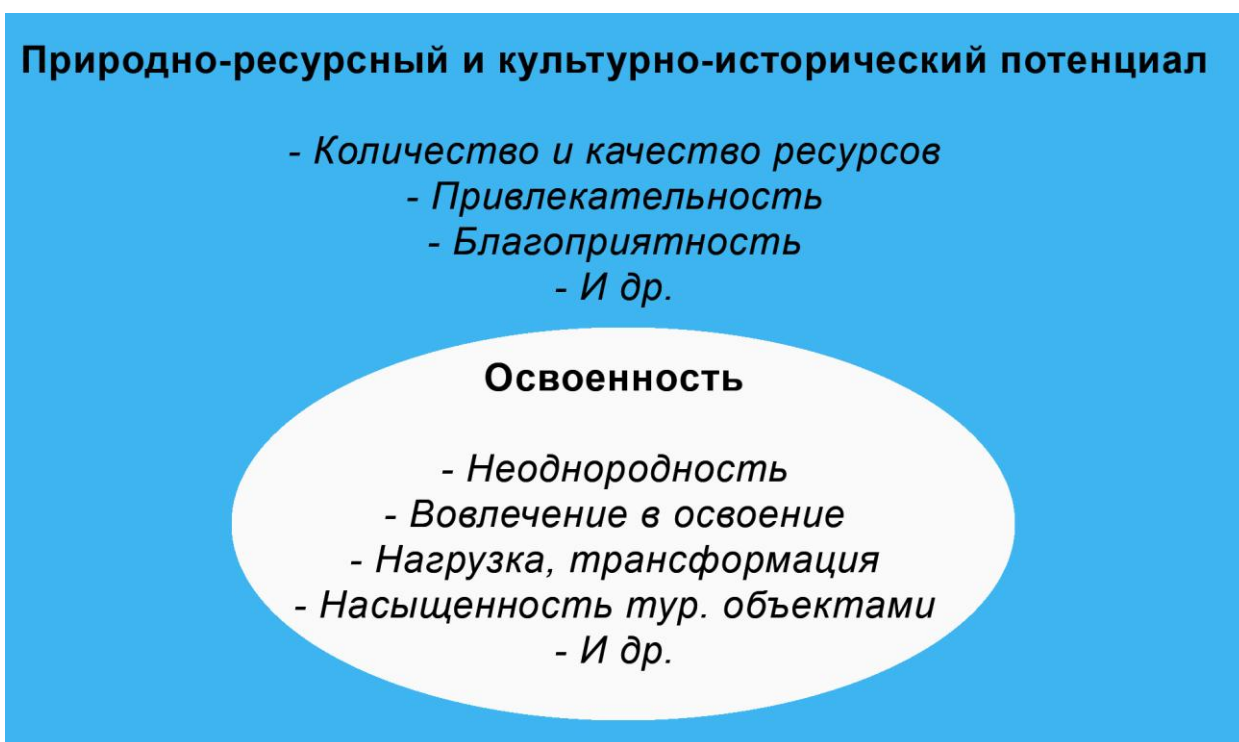 Природно-ресурсный и культурно-исторический потенциал
- Количество и качество ресурсов
- Привлекательность
- Благоприятность
- И др.
Освоенность
- Неоднородность
- Вовлечение в освоение
- Нагрузка, трансформация
- Насыщенность тур. объектами
- И др.